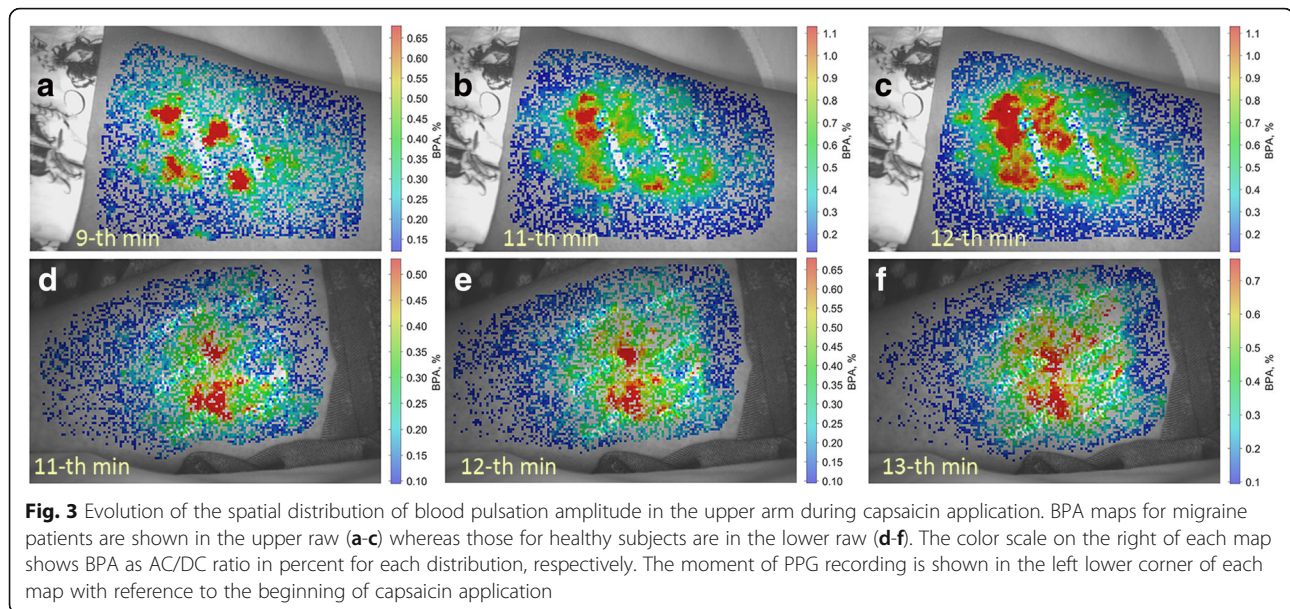 a
0.65
0.60
0.55
0.50
0.45
0.40
0.35
0.30
0.25
0.20
0.15
BPA, %
9-th min
b
1.1
1.0
0.9
0.8
0.7
0.6
0.5
0.4
0.3
0.2
BPA, %
11-th min
c
1.1
1.0
0.9
0.8
0.7
0.6
0.5
0.4
0.3
0.2
BPA, %
12-th min
d
0.50
0.45
0.40
0.35
0.30
0.25
0.20
0.15
0.10
BPA, %
11-th min
e
0.65
0.60
0.55
0.50
0.45
0.40
0.35
0.30
0.25
0.20
0.15
0.10
BPA, %
12-th min
f
0.7
0.6
0.5
0.4
0.3
0.2
0.1
BPA, %
13-th min
Fig. 3 Evolution of the spatial distribution of blood pulsation amplitude in the upper arm during capsaicin application. BPA maps for migraine
patients are shown in the upper raw (a-c) whereas those for healthy subjects are in the lower raw (d-f). The color scale on the right of each map
shows BPA as AC/DC ratio in percent for each distribution, respectively. The moment of PPG recording is shown in the left lower corner of each
map with reference to the beginning of capsaicin application